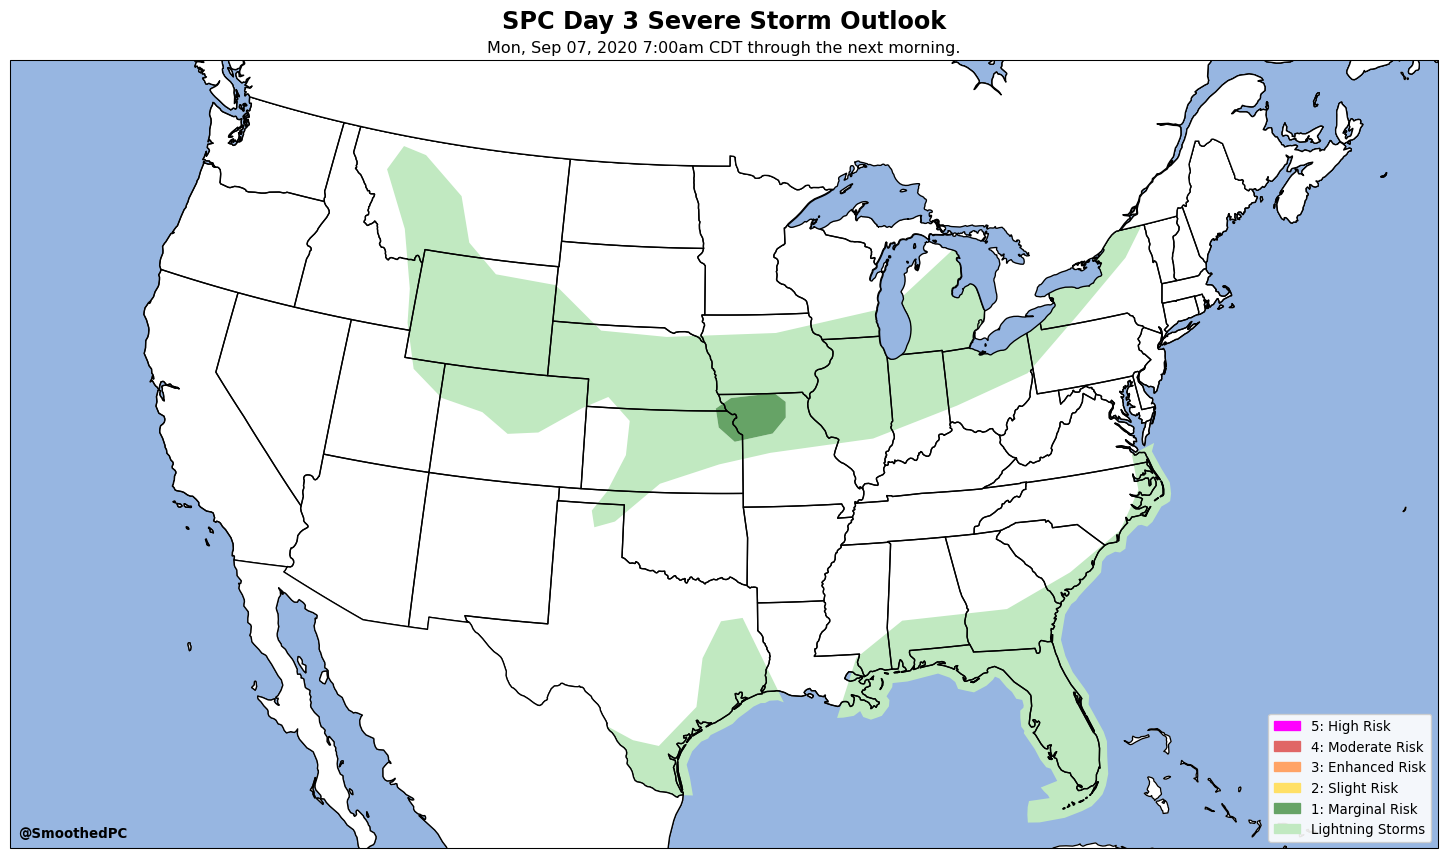 SPC Day 3 Severe Storm Outlook
Mon, Sep 07, 2020 7:00am CDT through the next morning.
5: High Risk
4: Moderate Risk
3: Enhanced Risk
2: Slight Risk
1: Marginal Risk
Lightning Storms
@SmoothedPC